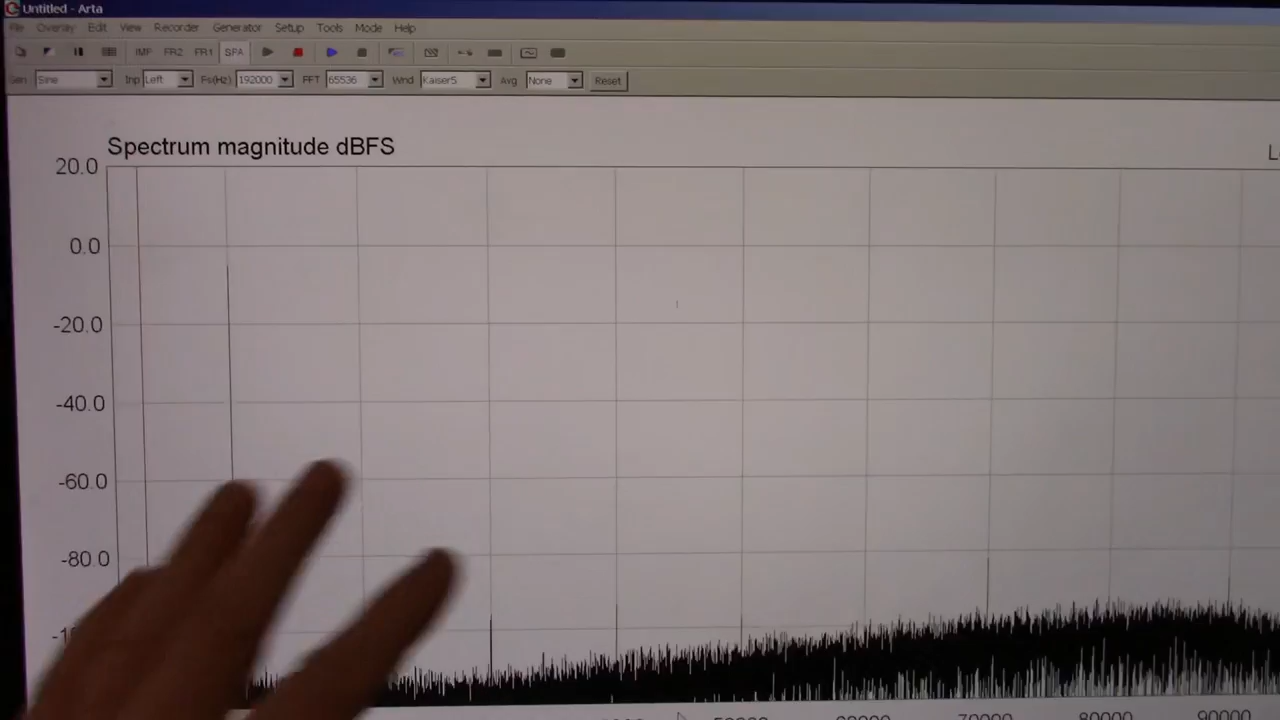 Untitled - Arta
File Overlay Edit View Recorder Generator Setup Tools Mode Help
IMP FR2 FR1 SPA
Gen Sine Inp Left Fs(Hz) 192000 FFT 65536 Wnd Kaiser5 Avg None Reset
Spectrum magnitude dBFS
20.0
0.0
-20.0
-40.0
-60.0
-80.0
70000 80000 90000